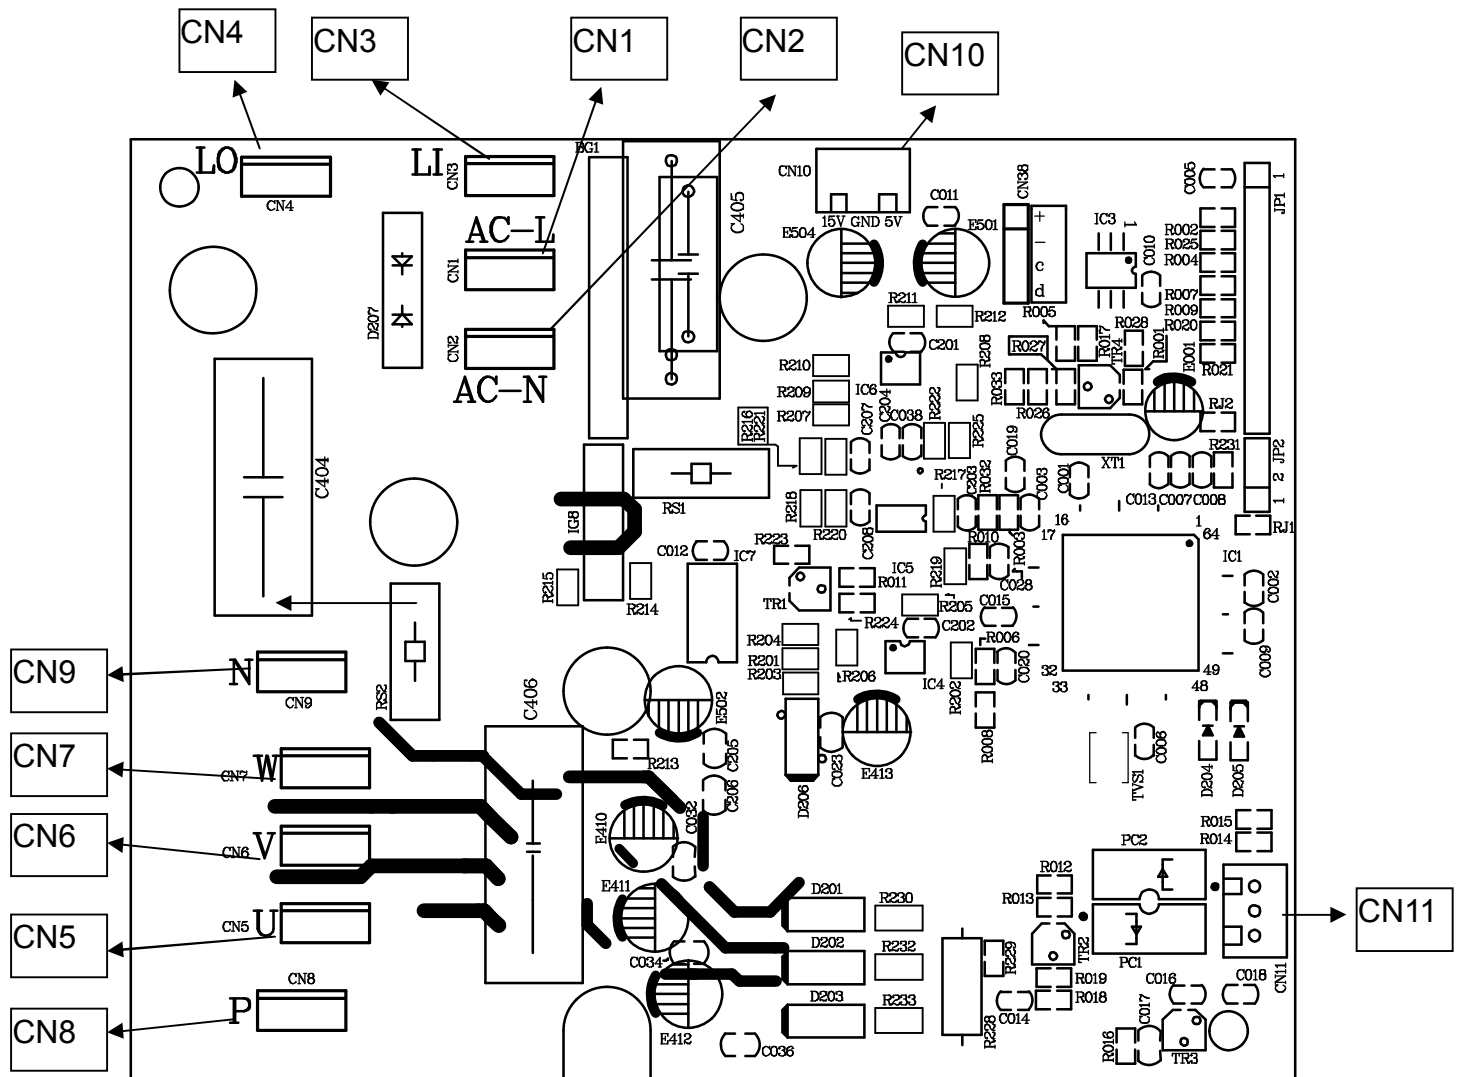 CN4
CN3
CN1
CN2
CN10
LO
CN4
LI
CN3
BG1
C405
CN10
15V GND 5V
C011
E504
E501
CN38
+
-
c
d
IC3
1
C010
C005
1
JP1
R002
R025
R004
R007
R009
R020
R021
AC-L
CN1
D207
CN2
AC-N
R211
R212
R005
R017
R028
R027
TR4
R001
E001
C201
R208
R210
R209
R207
IC6
C204
C038
R222
R225
R033
R026
RJ2
R231
JP2
2
1
RJ1
R216
R221
C207
C019
XT1
C404
RS1
R217
C203
R032
C003
C001
C013
C007
C008
IG8
R218
R220
C208
16
17
1
64
IC1
C012
IC7
R223
R010
R003
R215
R214
TR1
R011
IC5
R219
C028
C002
R224
R205
C015
C202
R204
R201
R203
R206
IC4
R202
R006
C020
32
33
49
48
C009
CN9
N
CN9
RS2
C406
E502
R008
R213
C205
C206
D206
C023
E413
TVS1
C006
D204
D205
CN7
CN7
W
CN6
CN6
V
E410
C032
R015
R014
PC2
R012
R013
CN5
CN5
U
E411
D201
R230
CN11
C034
D202
R232
R229
TR2
PC1
CN11
CN8
P
CN8
D203
R233
R019
R018
C016
C018
C014
R228
C017
E412
C036
R016
TR3